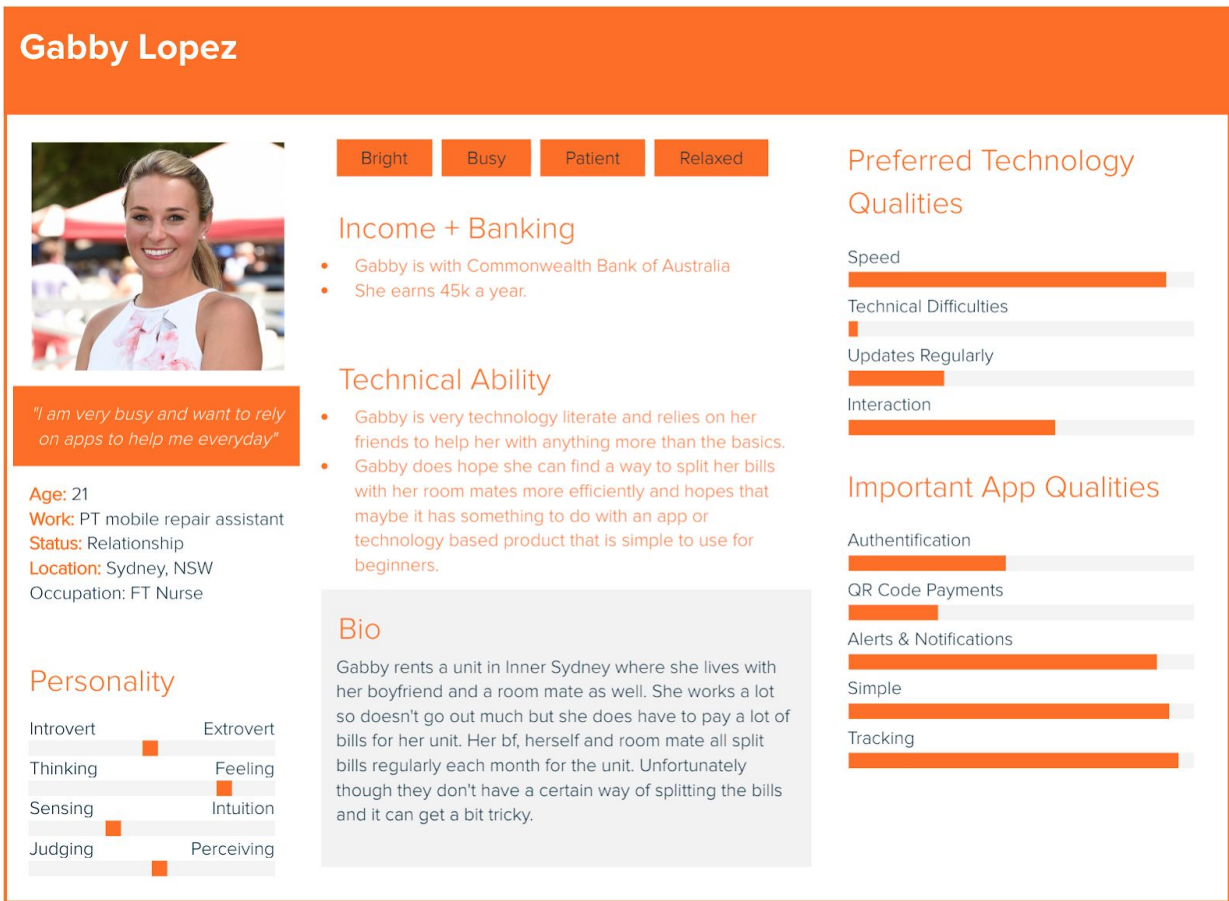 Gabby Lopez
"I am very busy and want to rely
on apps to help me everyday"
Age: 21
Work: PT mobile repair assistant
Status: Relationship
Location: Sydney, NSW
Occupation: FT Nurse
Personality
Introvert Extrovert
Thinking Feeling
Sensing Intuition
Judging Perceiving
Bright Busy Patient Relaxed
Income + Banking
• Gabby is with Commonwealth Bank of Australia
• She earns 45k a year.
Technical Ability
• Gabby is very technology literate and relies on her
friends to help her with anything more than the basics.
• Gabby does hope she can find a way to split her bills
with her room mates more efficiently and hopes that
maybe it has something to do with an app or
technology based product that is simple to use for
beginners.
Bio
Gabby rents a unit in Inner Sydney where she lives with
her boyfriend and a room mate as well. She works a lot
so doesn't go out much but she does have to pay a lot of
bills for her unit. Her bf, herself and room mate all split
bills regularly each month for the unit. Unfortunately
though they don't have a certain way of splitting the bills
and it can get a bit tricky.
Preferred Technology
Qualities
Speed
Technical Difficulties
Updates Regularly
Interaction
Important App Qualities
Authentification
QR Code Payments
Alerts & Notifications
Simple
Tracking